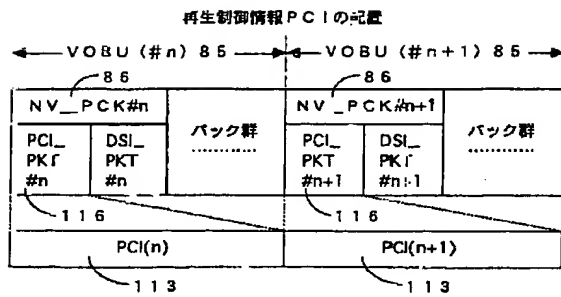 再生制御情報PCIの配置
VOBU (#n) 85 VOBU (#n+1) 85
86 86
NV_PCK#n NV_PCK#n+1
パック群 パック群
PCI_ DSI_ PCI_ DSI_
PKT PKT PKT PKT
#n #n #n+1 #n+1
116 116
PCI(n) PCI(n+1)
113 113